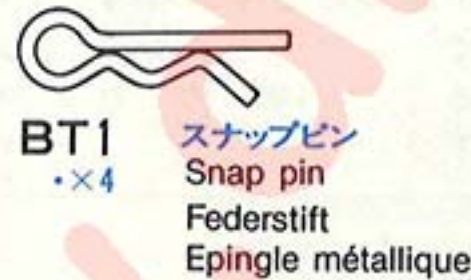 BT1
・×4
スナップピン
Snap pin
Federstift
Epingle métallique